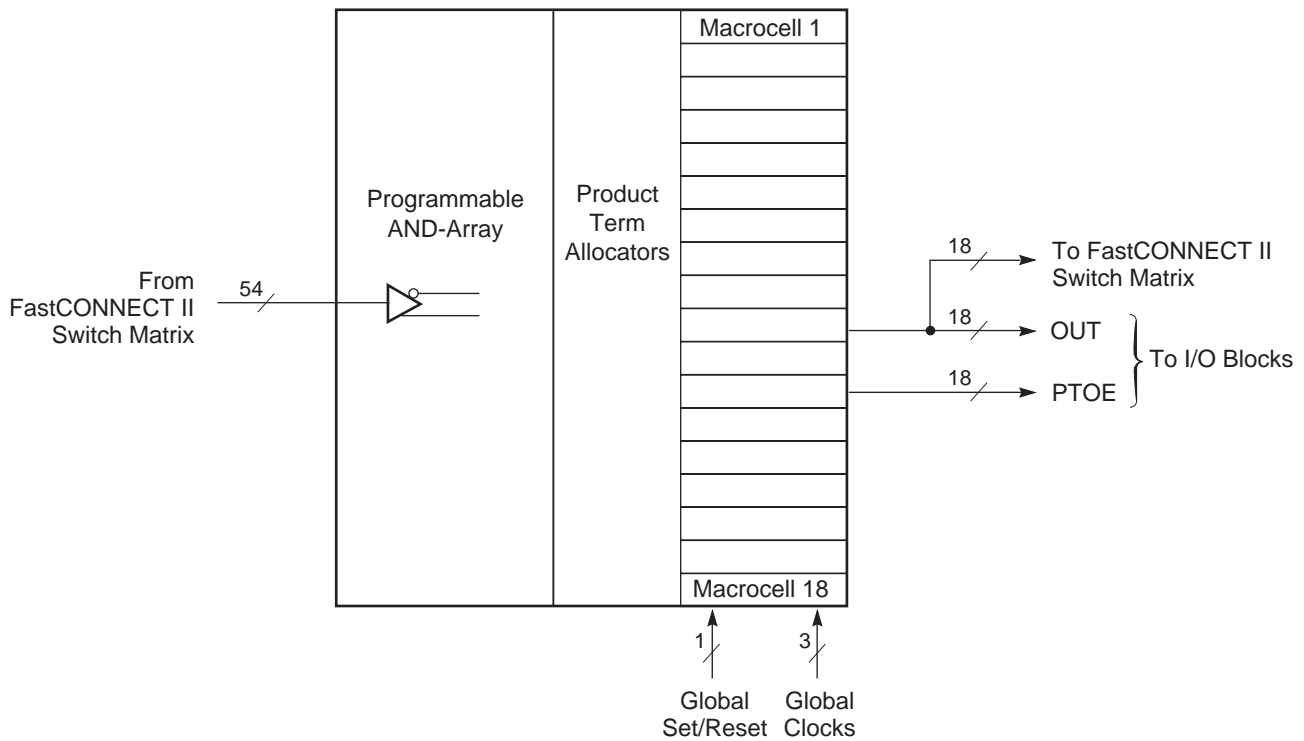 Macrocell 1
Programmable
AND-Array
Product
Term
Allocators
From
FastCONNECT II
Switch Matrix
54
18
To FastCONNECT II
Switch Matrix
18
OUT
18
PTOE
To I/O Blocks
Macrocell 18
1
3
Global
Set/Reset
Global
Clocks